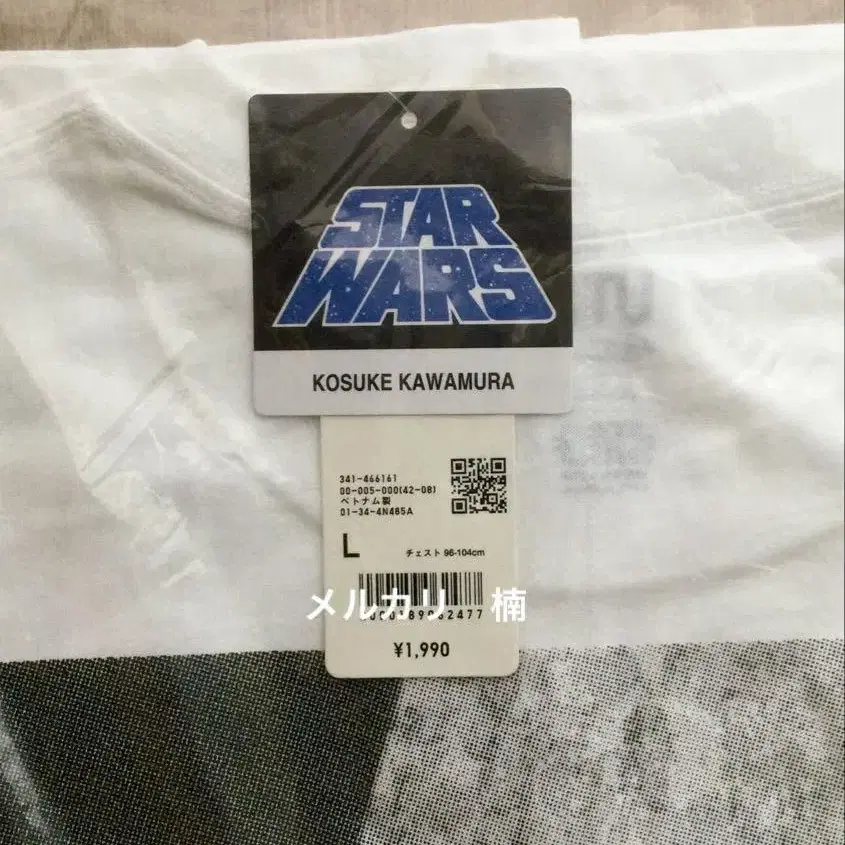 STAR
WARS
KOSUKE KAWAMURA
341-466161
00-005-000(42-08)
ベトナム製
01-34-4N485A
L
チェスト 96-104cm
メルカリ 楠
¥1,990